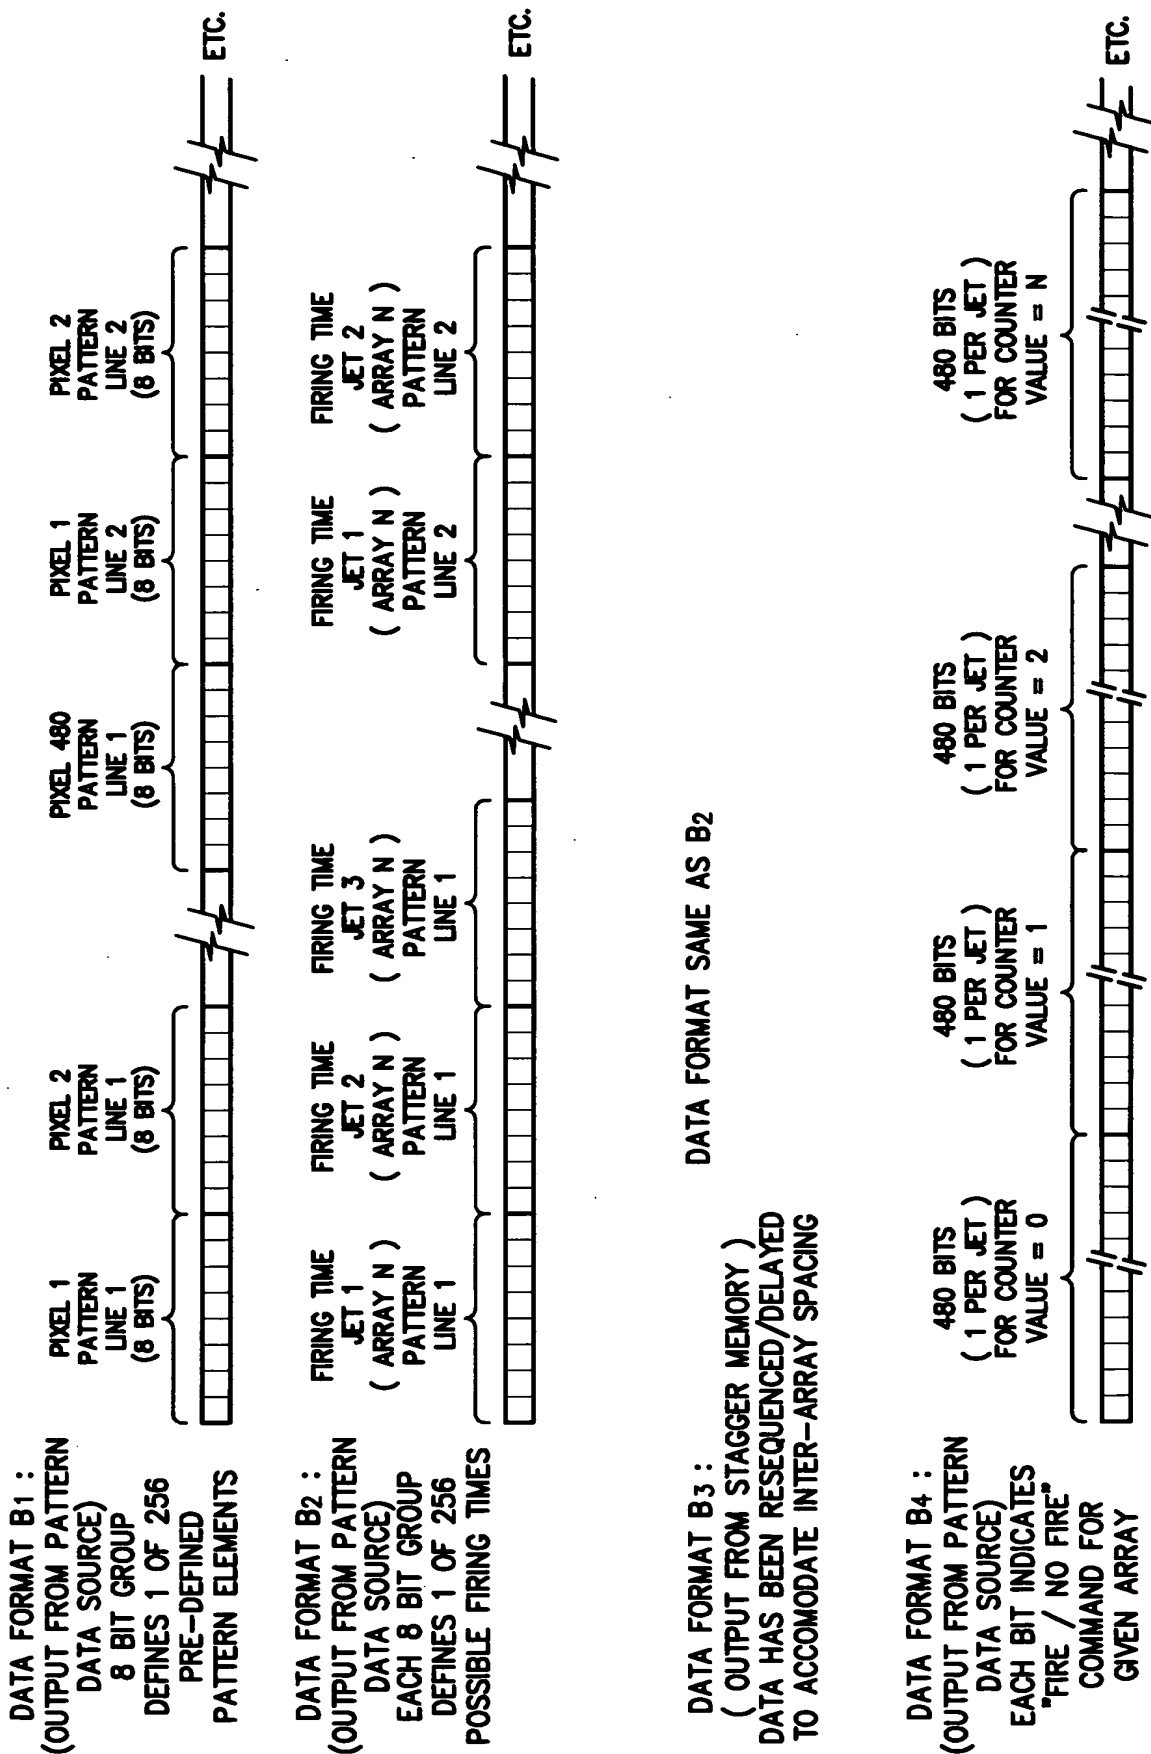 DATA FORMAT B1 :
(OUTPUT FROM PATTERN
DATA SOURCE)
8 BIT GROUP
DEFINES 1 OF 256
PRE-DEFINED
PATTERN ELEMENTS
PIXEL 1
PATTERN
LINE 1
(8 BITS)
PIXEL 2
PATTERN
LINE 1
(8 BITS)
PIXEL 480
PATTERN
LINE 1
(8 BITS)
PIXEL 1
PATTERN
LINE 2
(8 BITS)
PIXEL 2
PATTERN
LINE 2
(8 BITS)
ETC.
DATA FORMAT B2 :
(OUTPUT FROM PATTERN
DATA SOURCE)
EACH 8 BIT GROUP
DEFINES 1 OF 256
POSSIBLE FIRING TIMES
FIRING TIME
JET 1
( ARRAY N )
PATTERN
LINE 1
FIRING TIME
JET 2
( ARRAY N )
PATTERN
LINE 1
FIRING TIME
JET 3
( ARRAY N )
PATTERN
LINE 1
FIRING TIME
JET 1
( ARRAY N )
PATTERN
LINE 2
FIRING TIME
JET 2
( ARRAY N )
PATTERN
LINE 2
ETC.
DATA FORMAT B3 :
( OUTPUT FROM STAGGER MEMORY )
DATA HAS BEEN RESEQUENCED/DELAYED
TO ACCOMODATE INTER-ARRAY SPACING
DATA FORMAT SAME AS B2
DATA FORMAT B4 :
(OUTPUT FROM PATTERN
DATA SOURCE)
EACH BIT INDICATES
"FIRE / NO FIRE"
COMMAND FOR
GIVEN ARRAY
480 BITS
( 1 PER JET )
FOR COUNTER
VALUE = 0
480 BITS
( 1 PER JET )
FOR COUNTER
VALUE = 1
480 BITS
( 1 PER JET )
FOR COUNTER
VALUE = 2
480 BITS
( 1 PER JET )
FOR COUNTER
VALUE = N
ETC.